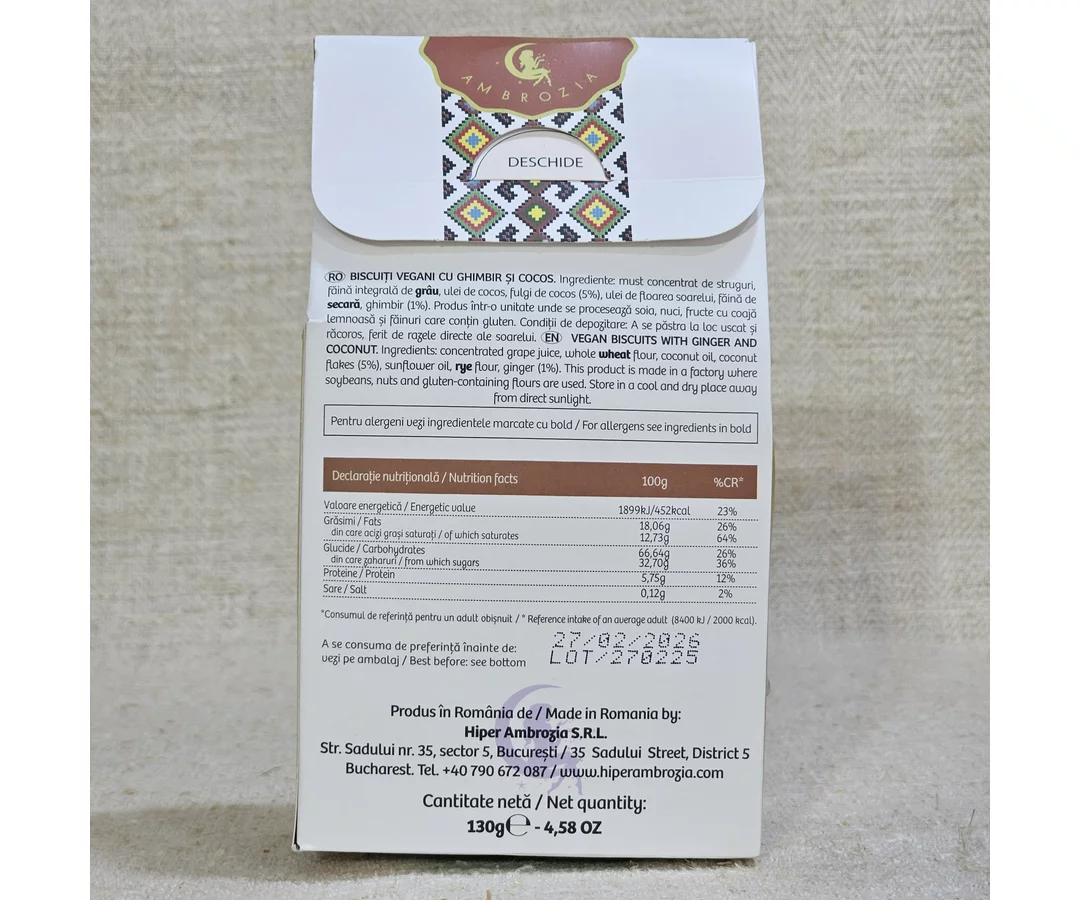 AMBROZIA
DESCHIDE
RO BISCUIȚI VEGANI CU GHIMBIR ȘI COCOS. Ingrediente: must concentrat de struguri,
făină integrală de grâu, ulei de cocos, fulgi de cocos (5%), ulei de floarea soarelui, făină de
secară, ghimbir (1%). Produs într-o unitate unde se procesează soia, nuci, fructe cu coajă
lemnoasă și făinuri care conțin gluten. Condiții de depozitare: A se păstra la loc uscat și
răcoros, ferit de razele directe ale soarelui. EN VEGAN BISCUITS WITH GINGER AND
COCONUT. Ingredients: concentrated grape juice, whole wheat flour, coconut oil, coconut
flakes (5%), sunflower oil, rye flour, ginger (1%). This product is made in a factory where
soybeans, nuts and gluten-containing flours are used. Store in a cool and dry place away
from direct sunlight.
Pentru alergeni vezi ingredientele marcate cu bold / For allergens see ingredients in bold
Declarație nutrițională / Nutrition facts 100g %CR*
Valoare energetică / Energetic value 1899kJ/452kcal 23%
Grăsimi / Fats 18,06g 26%
din care acizi grași saturați / of which saturates 12,73g 64%
Glucide / Carbohydrates 66,64g 26%
din care zaharuri / from which sugars 32,70g 36%
Proteine / Protein 5,75g 12%
Sare / Salt 0,12g 2%
*Consumul de referință pentru un adult obișnuit / * Reference intake of an average adult (8400 kJ / 2000 kcal).
A se consuma de preferință înainte de: 27/02/2026
vezi pe ambalaj / Best before: see bottom LOT/270225
Produs în România de / Made in Romania by:
Hiper Ambrozia S.R.L.
Str. Sadului nr. 35, sector 5, București / 35 Sadului Street, District 5
Bucharest. Tel. +40 790 672 087 / www.hiperambrozia.com
Cantitate netă / Net quantity:
130g℮ - 4,58 OZ